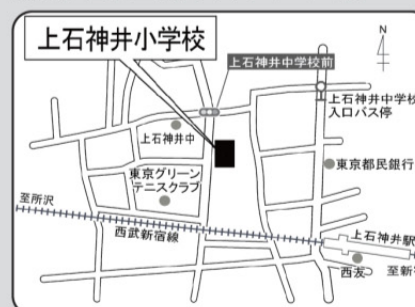 上石神井小学校
上石神井中学校前
N
上石神井中学校
入口バス停
上石神井中
東京グリーン
テニスクラブ
東京都民銀行
至所沢
西武新宿線
上石神井駅
西友
至新